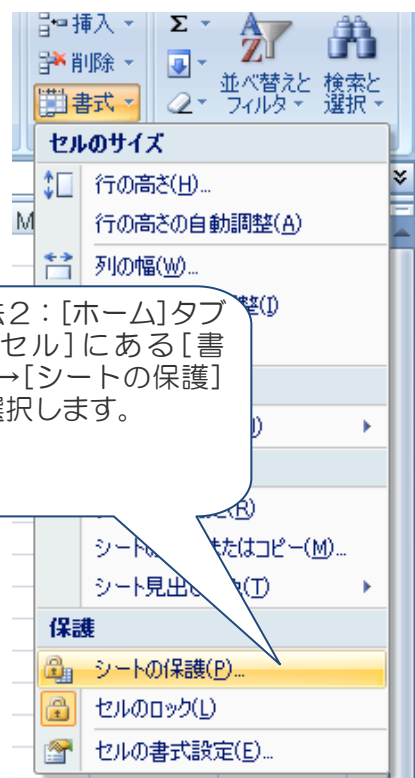 挿入
Σ
削除
書式
並べ替えと
フィルタ
検索と
選択
セルのサイズ
行の高さ(H)...
M
行の高さの自動調整(A)
列の幅(W)...
整(I)
2：[ホーム]タブ
セル]にある[書
→[シートの保護]
選択します。
(R)
シートの
たはコピー(M)...
シート見出し
(T)
保護
シートの保護(P)...
セルのロック(L)
セルの書式設定(E)...